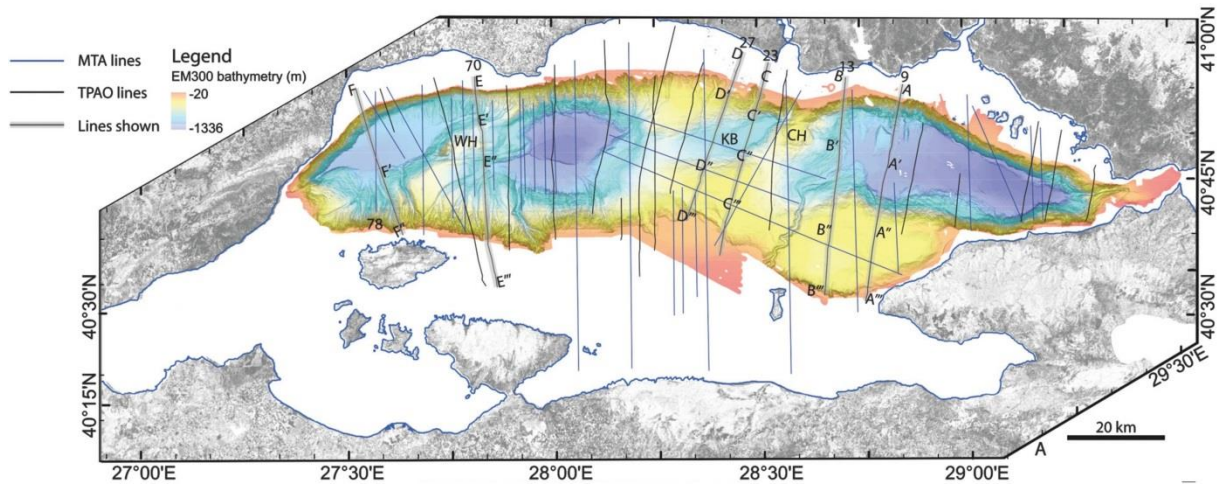 MTA lines
TPAO lines
Lines shown
Legend
EM300 bathymetry (m)
-20
-1336
70
27
23
13
9
F
E
D
C
B
A
D'
C'
E'
WH
KB
CH
B'
A'
E''
D''
C''
F'
D'''
C'''
78
F''
B''
A''
E'''
B'''
A'''
41°00'N
40°45'N
40°30'N
40°30'N
40°15'N
40°15'N
27°00'E
27°30'E
28°00'E
28°30'E
29°00'E
29°30'E
A
20 km